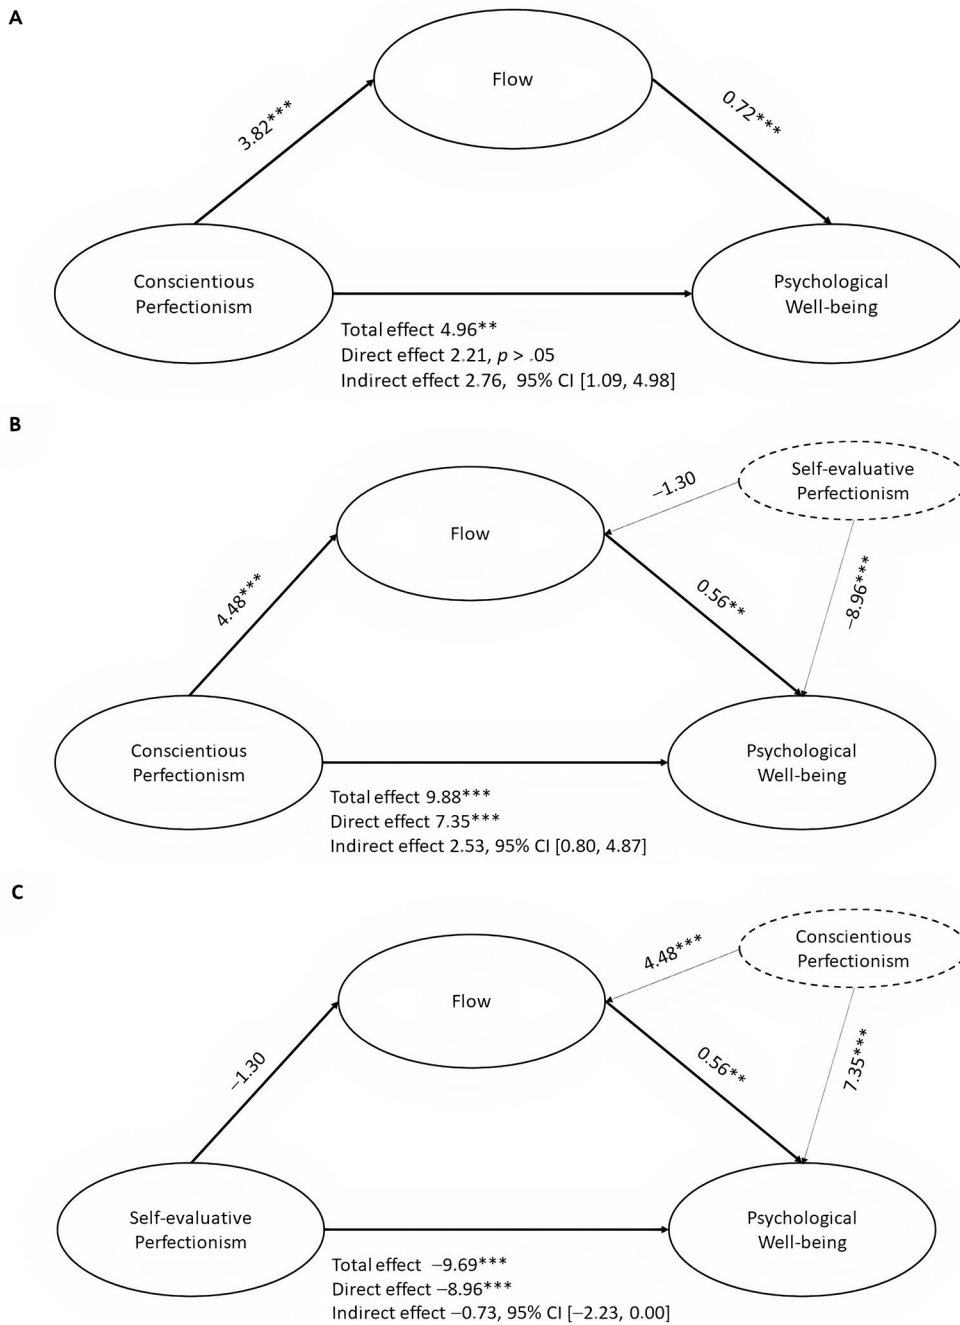 A
Flow
3.82***
0.72***
Conscientious
Perfectionism
Psychological
Well-being
Total effect 4.96**
Direct effect 2.21, p > .05
Indirect effect 2.76, 95% CI [1.09, 4.98]
B
Self-evaluative
Perfectionism
−1.30
Flow
−8.96***
4.48***
0.56**
Conscientious
Perfectionism
Psychological
Well-being
Total effect 9.88***
Direct effect 7.35***
Indirect effect 2.53, 95% CI [0.80, 4.87]
C
Conscientious
Perfectionism
4.48***
Flow
7.35***
−1.30
0.56**
Self-evaluative
Perfectionism
Psychological
Well-being
Total effect −9.69***
Direct effect −8.96***
Indirect effect −0.73, 95% CI [−2.23, 0.00]